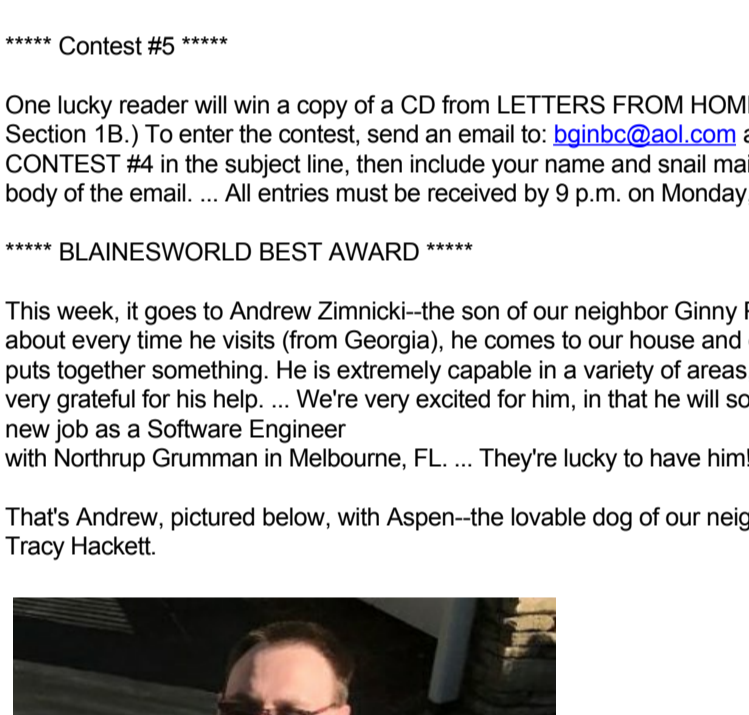 ***** Contest #5 *****
One lucky reader will win a copy of a CD from LETTERS FROM
Section 1B.) To enter the contest, send an email to: bginbc@aol.com
CONTEST #4 in the subject line, then include your name and snail
body of the email. ... All entries must be received by 9 p.m. on Monday
***** BLAINESWORLD BEST AWARD *****
This week, it goes to Andrew Zimnicki--the son of our neighbor Ginny
about every time he visits (from Georgia), he comes to our house and
puts together something. He is extremely capable in a variety of areas
very grateful for his help. ... We're very excited for him, in that he will
new job as a Software Engineer
with Northrup Grumman in Melbourne, FL. ... They're lucky to have him!
That's Andrew, pictured below, with Aspen--the lovable dog of our
Tracy Hackett.